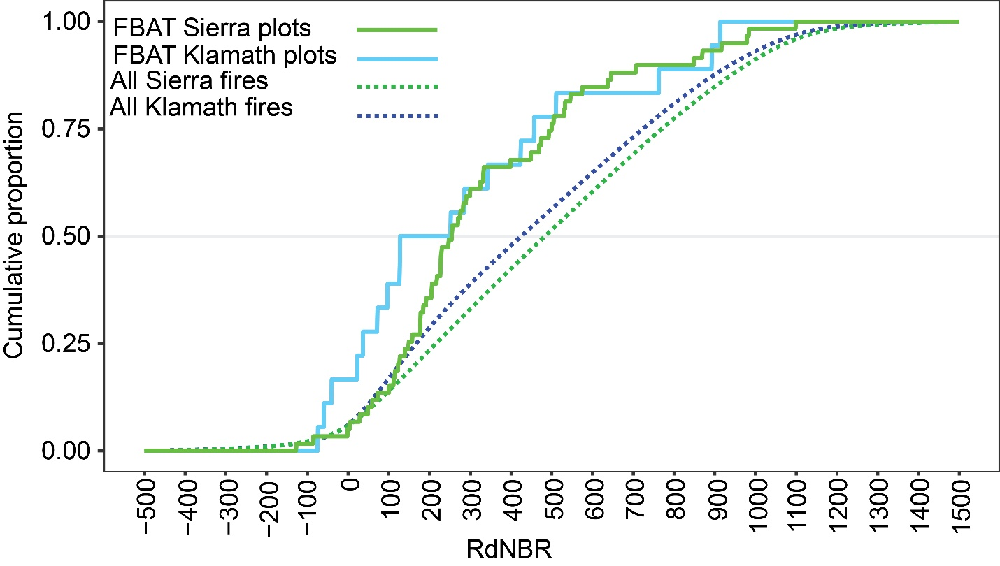 FBAT Sierra plots
FBAT Klamath plots
All Sierra fires
All Klamath fires
Cumulative proportion
1.00
0.75
0.50
0.25
0.00
−500 −400 −300 −200 −100 0 100 200 300 400 500 600 700 800 900 1000 1100 1200 1300 1400 1500
RdNBR